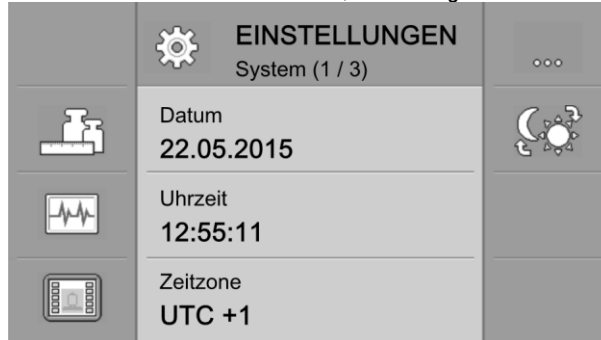 EINSTELLUNGEN
System (1 / 3)
Datum
22.05.2015
Uhrzeit
12:55:11
Zeitzone
UTC +1